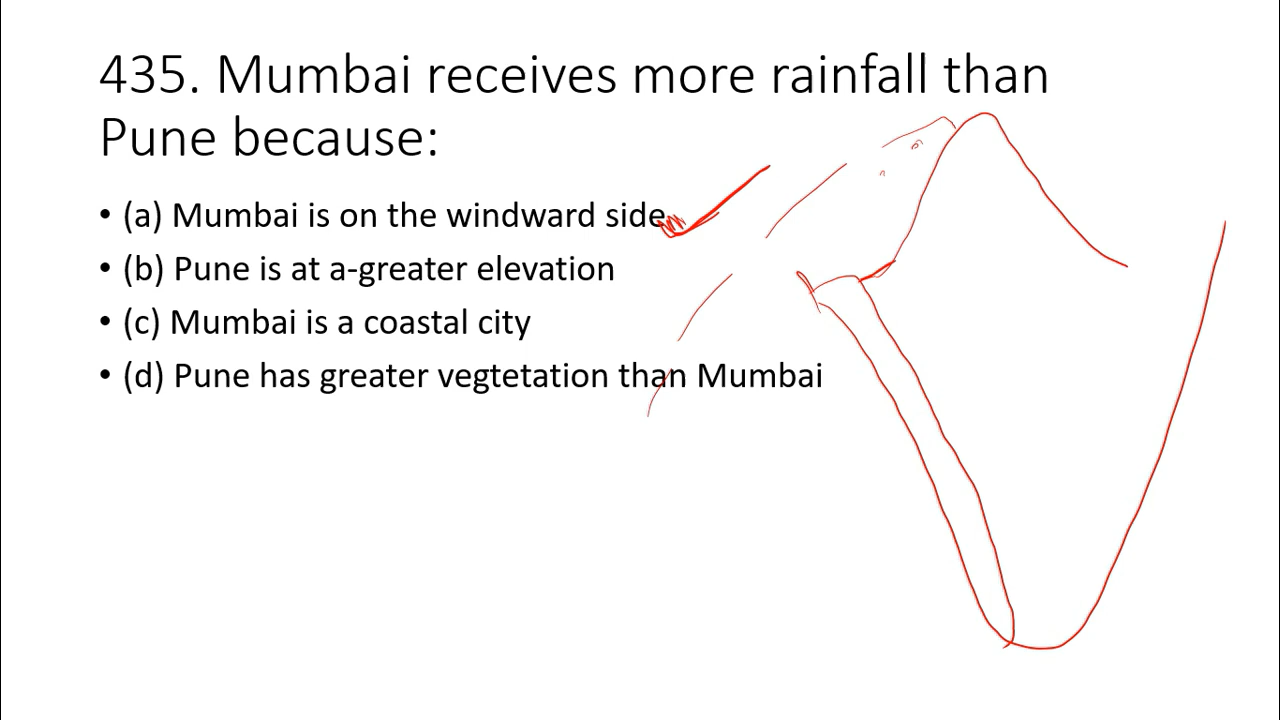 435. Mumbai receives more rainfall than
Pune because:
• (a) Mumbai is on the windward side
• (b) Pune is at a-greater elevation
• (c) Mumbai is a coastal city
• (d) Pune has greater vegtetation than Mumbai